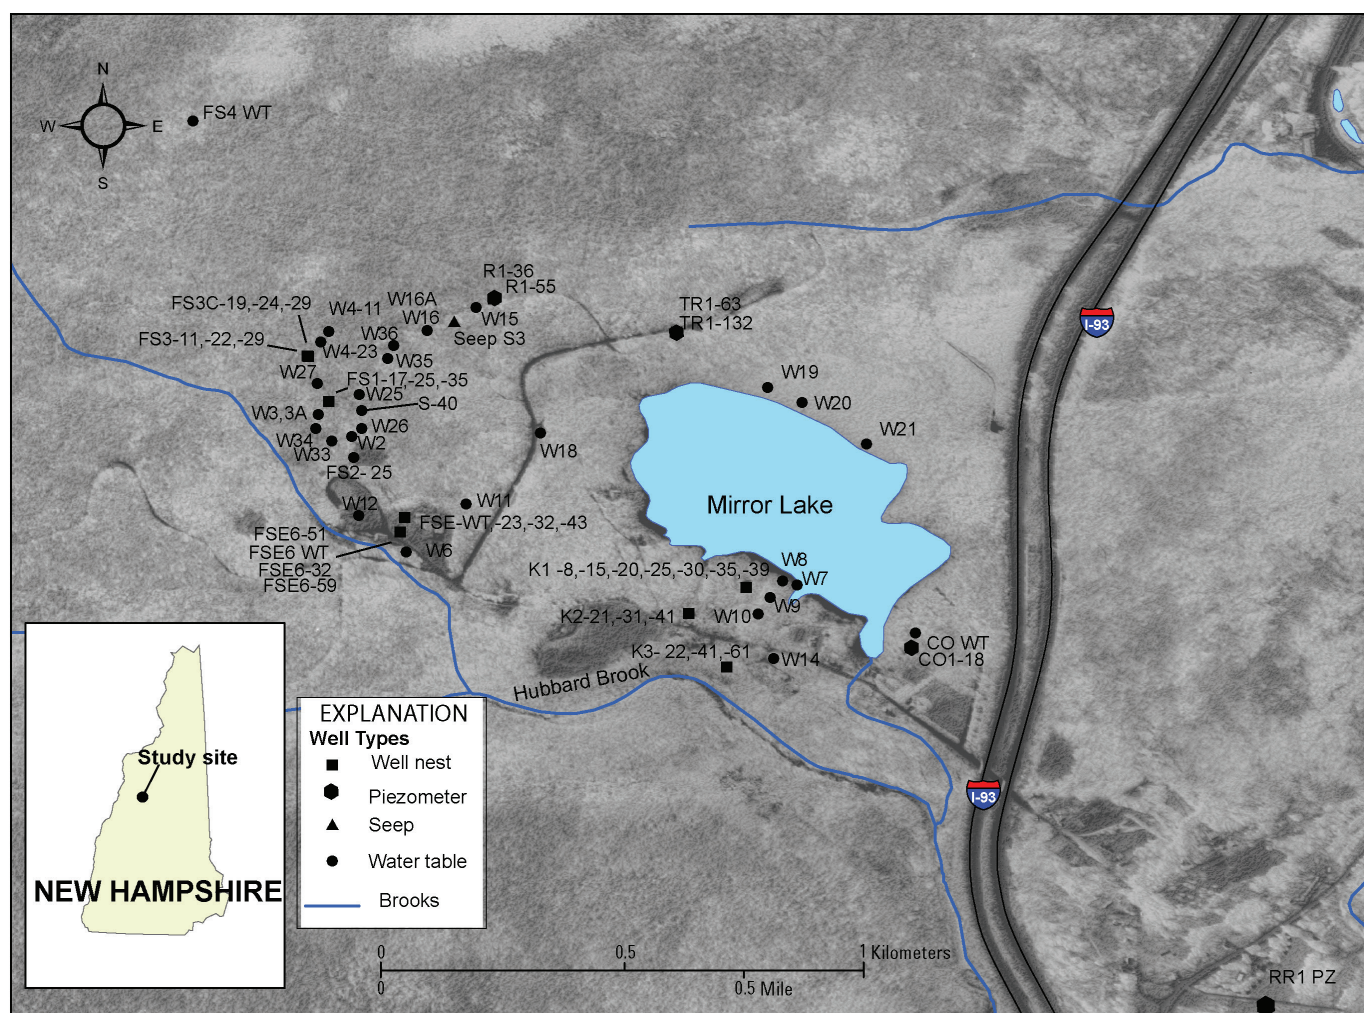 N
W
E
S
FS4 WT
R1-36
R1-55
W16A
W4-11
FS3C-19,-24,-29
W16
W15
TR1-63
TR1-132
I-93
FS3-11,-22,-29
W36
Seep S3
W4-23
W35
W27
FS1-17,-25,-35
W19
W25
S-40
W20
W3,3A
W26
W21
W34
W2
W33
W18
FS2- 25
W12
W11
Mirror Lake
FSE-WT,-23,-32,-43
FSE6-51
FSE6 WT
W6
FSE6-32
FSE6-59
K1 -8,-15,-20,-25,-30,-35,-39
W8
W7
W9
K2-21,-31,-41
W10
CO WT
CO1-18
K3- 22,-41,-61
W14
Hubbard Brook
I-93
Study site
NEW HAMPSHIRE
EXPLANATION
Well Types
Well nest
Piezometer
Seep
Water table
Brooks
0
0.5
1 Kilometers
0
0.5 Mile
RR1 PZ